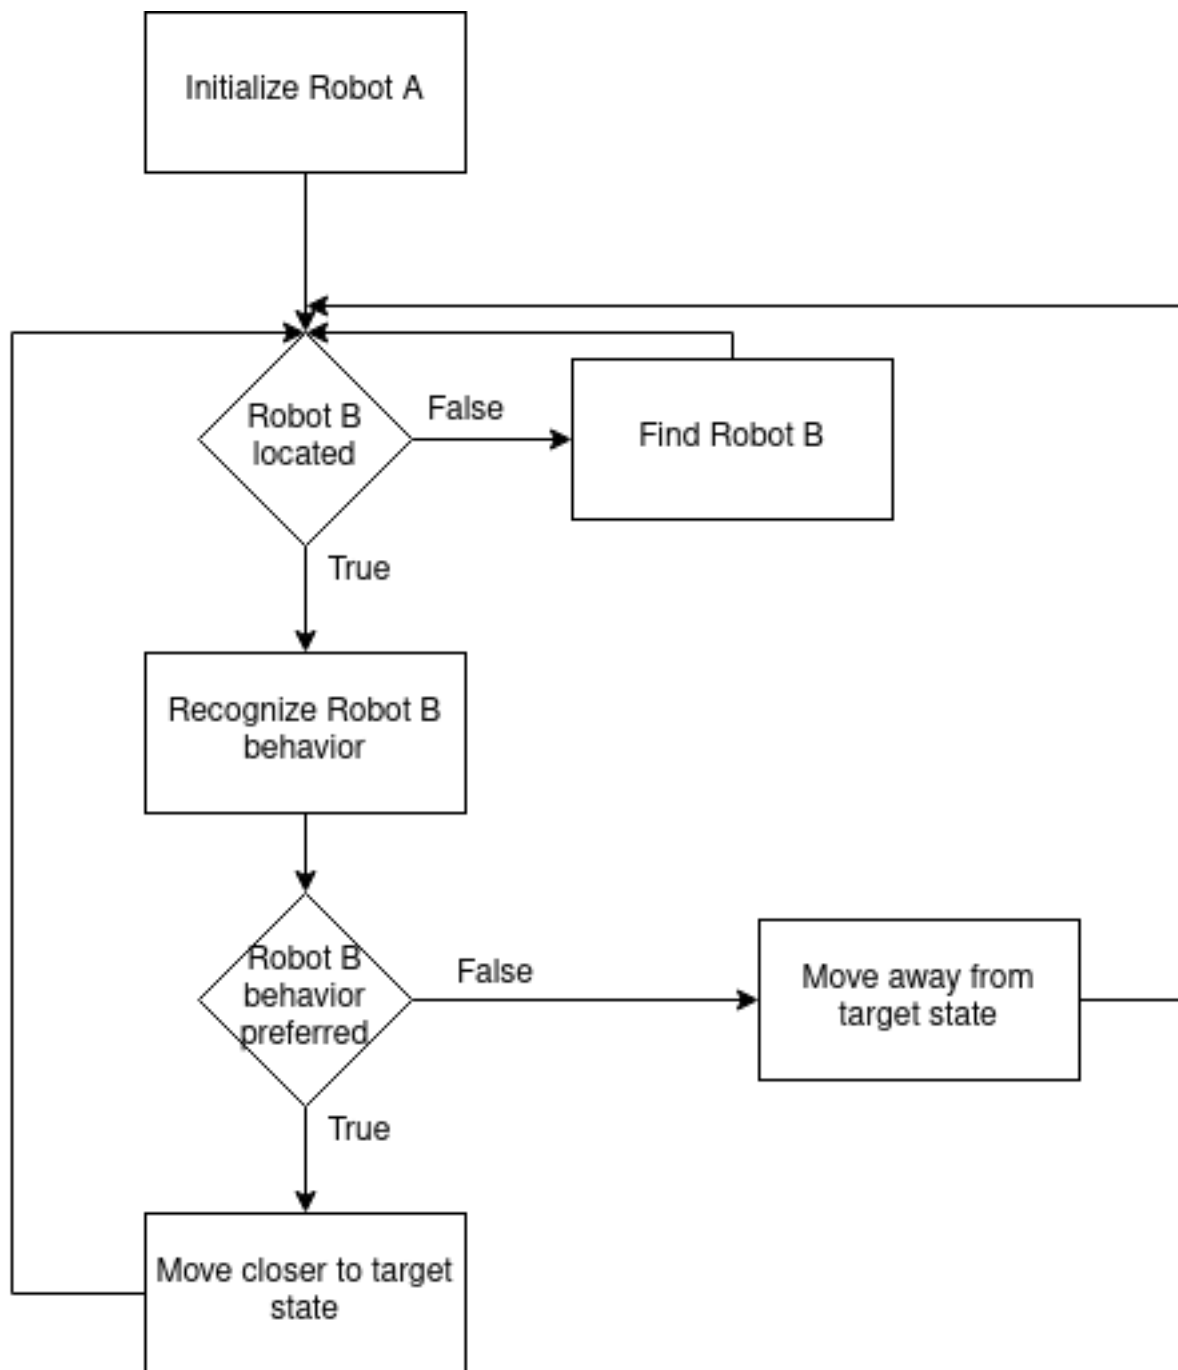 Initialize Robot A
Robot B
located
False
Find Robot B
True
Recognize Robot B
behavior
Robot B
behavior
preferred
False
Move away from
target state
True
Move closer to target
state